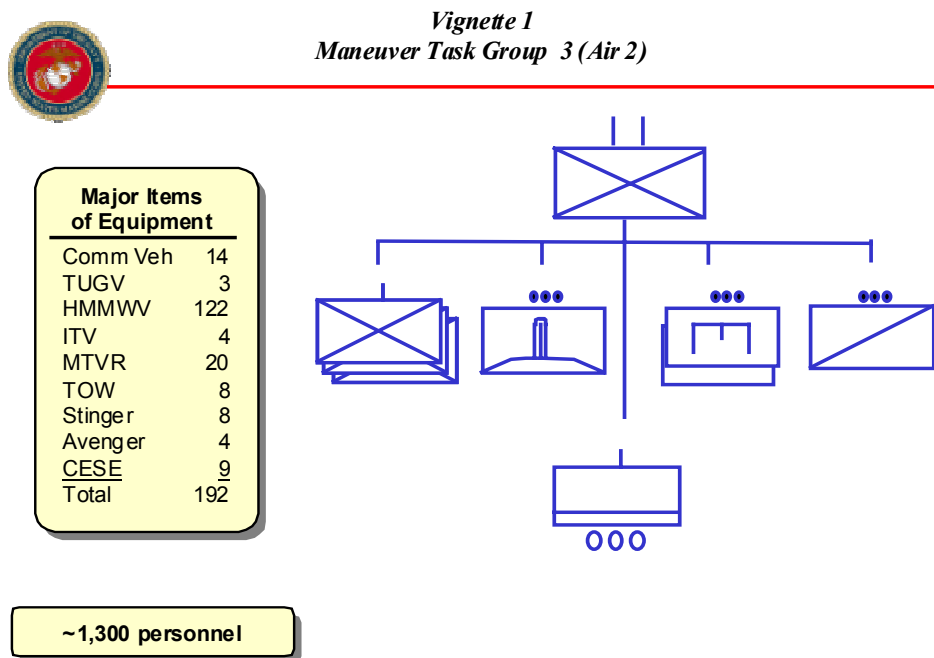 Vignette 1
Maneuver Task Group 3 (Air 2)
Major Items
of Equipment
Comm Veh 14
TUGV 3
HMMWV 122
ITV 4
MTVR 20
TOW 8
Stinger 8
Avenger 4
CESE 9
Total 192
~1,300 personnel